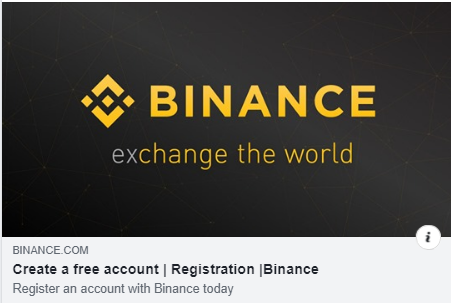 BINANCE
exchange the world
i
BINANCE.COM
Create a free account | Registration |Binance
Register an account with Binance today